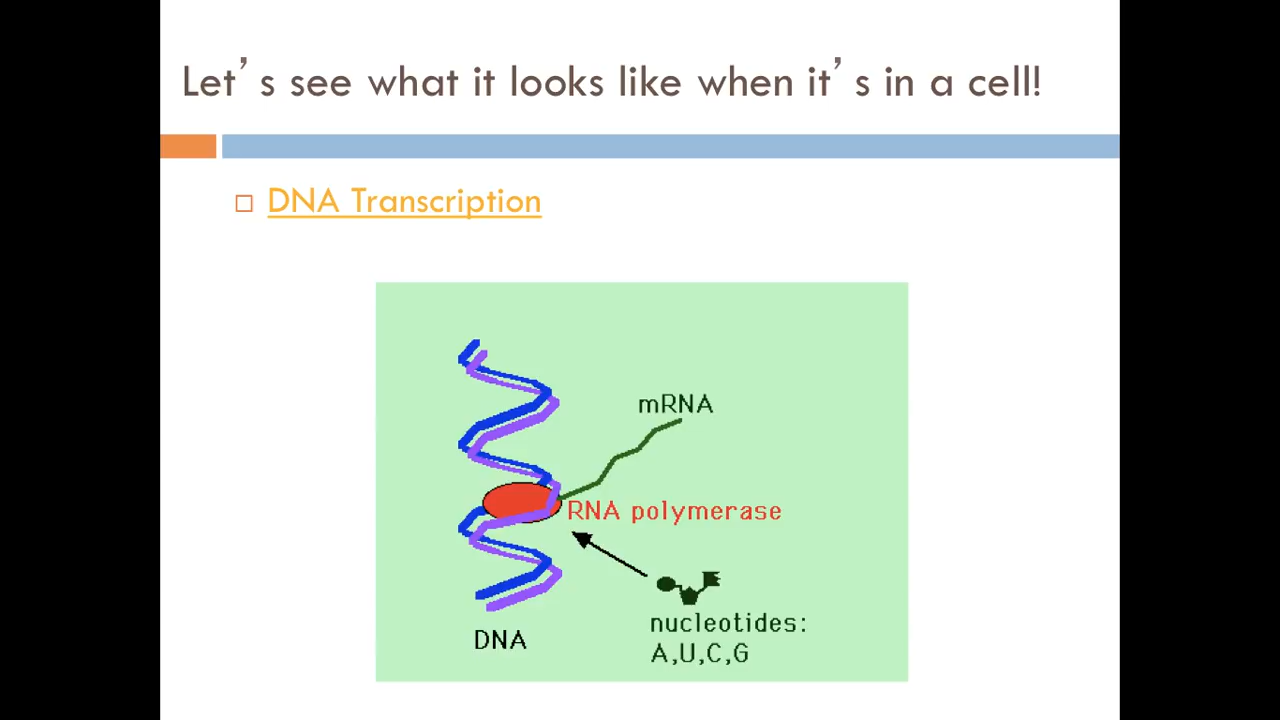 Let’s see what it looks like when it’s in a cell!
DNA Transcription
mRNA
RNA polymerase
nucleotides:
A,U,C,G
DNA